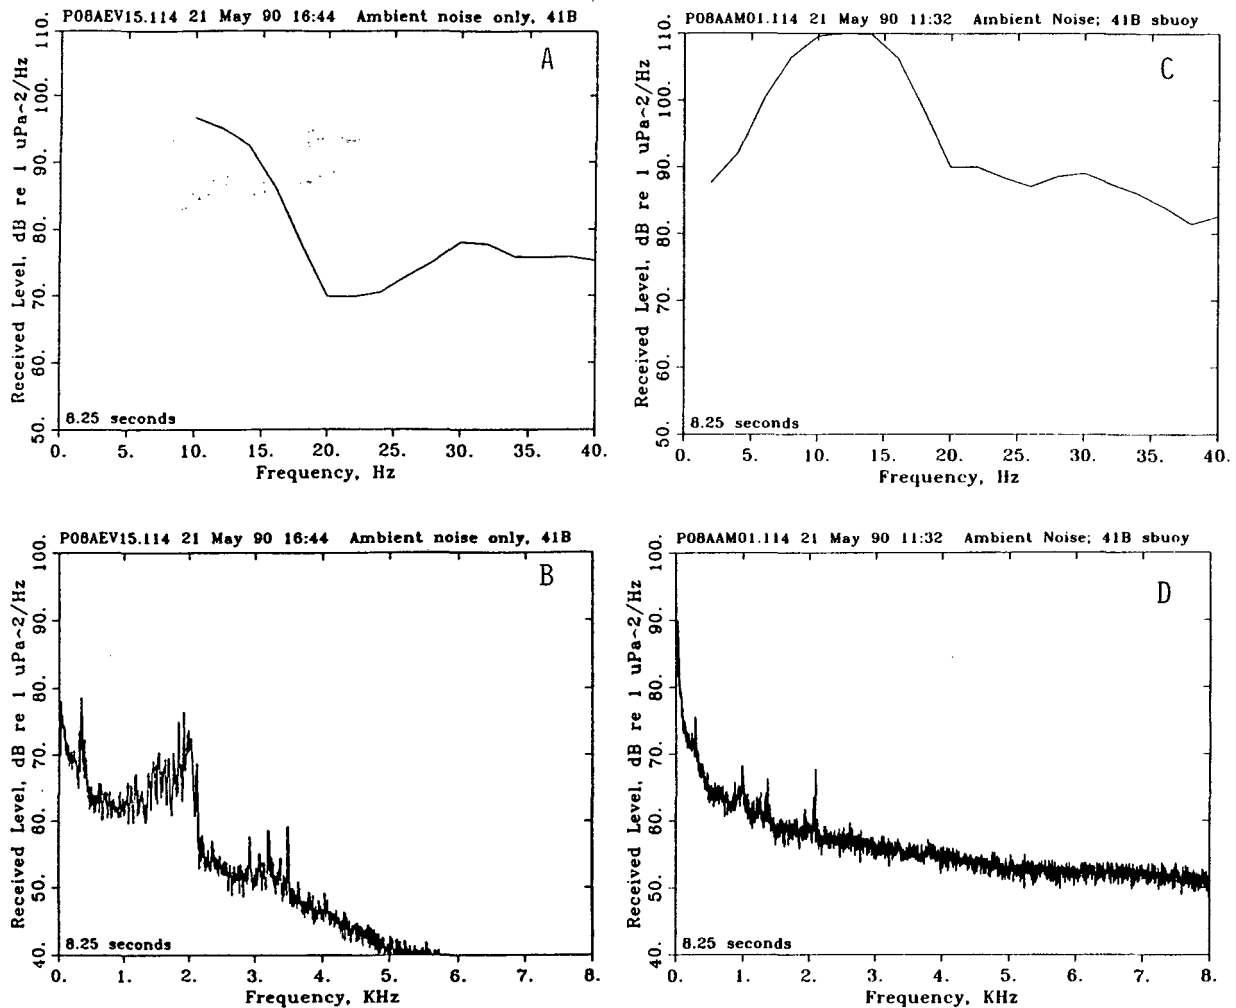 P08AEV15.114 21 May 90 16:44 Ambient noise only, 41B
A
Received Level, dB re 1 uPa~2/Hz
110.
100.
90.
80.
70.
60.
50.
8.25 seconds
0. 5. 10. 15. 20. 25. 30. 35. 40.
Frequency, Hz
P08AAM01.114 21 May 90 11:32 Ambient Noise; 41B sbuoy
C
Received Level, dB re 1 uPa~2/Hz
110.
100.
90.
80.
70.
60.
50.
8.25 seconds
0. 5. 10. 15. 20. 25. 30. 35. 40.
Frequency, Hz
P08AEV15.114 21 May 90 16:44 Ambient noise only, 41B
B
Received Level, dB re 1 uPa~2/Hz
100.
90.
80.
70.
60.
50.
40.
8.25 seconds
0. 1. 2. 3. 4. 5. 6. 7. 8.
Frequency, KHz
P08AAM01.114 21 May 90 11:32 Ambient Noise; 41B sbuoy
D
Received Level, dB re 1 uPa~2/Hz
100.
90.
80.
70.
60.
50.
40.
8.25 seconds
0. 1. 2. 3. 4. 5. 6. 7. 8.
Frequency, KHz